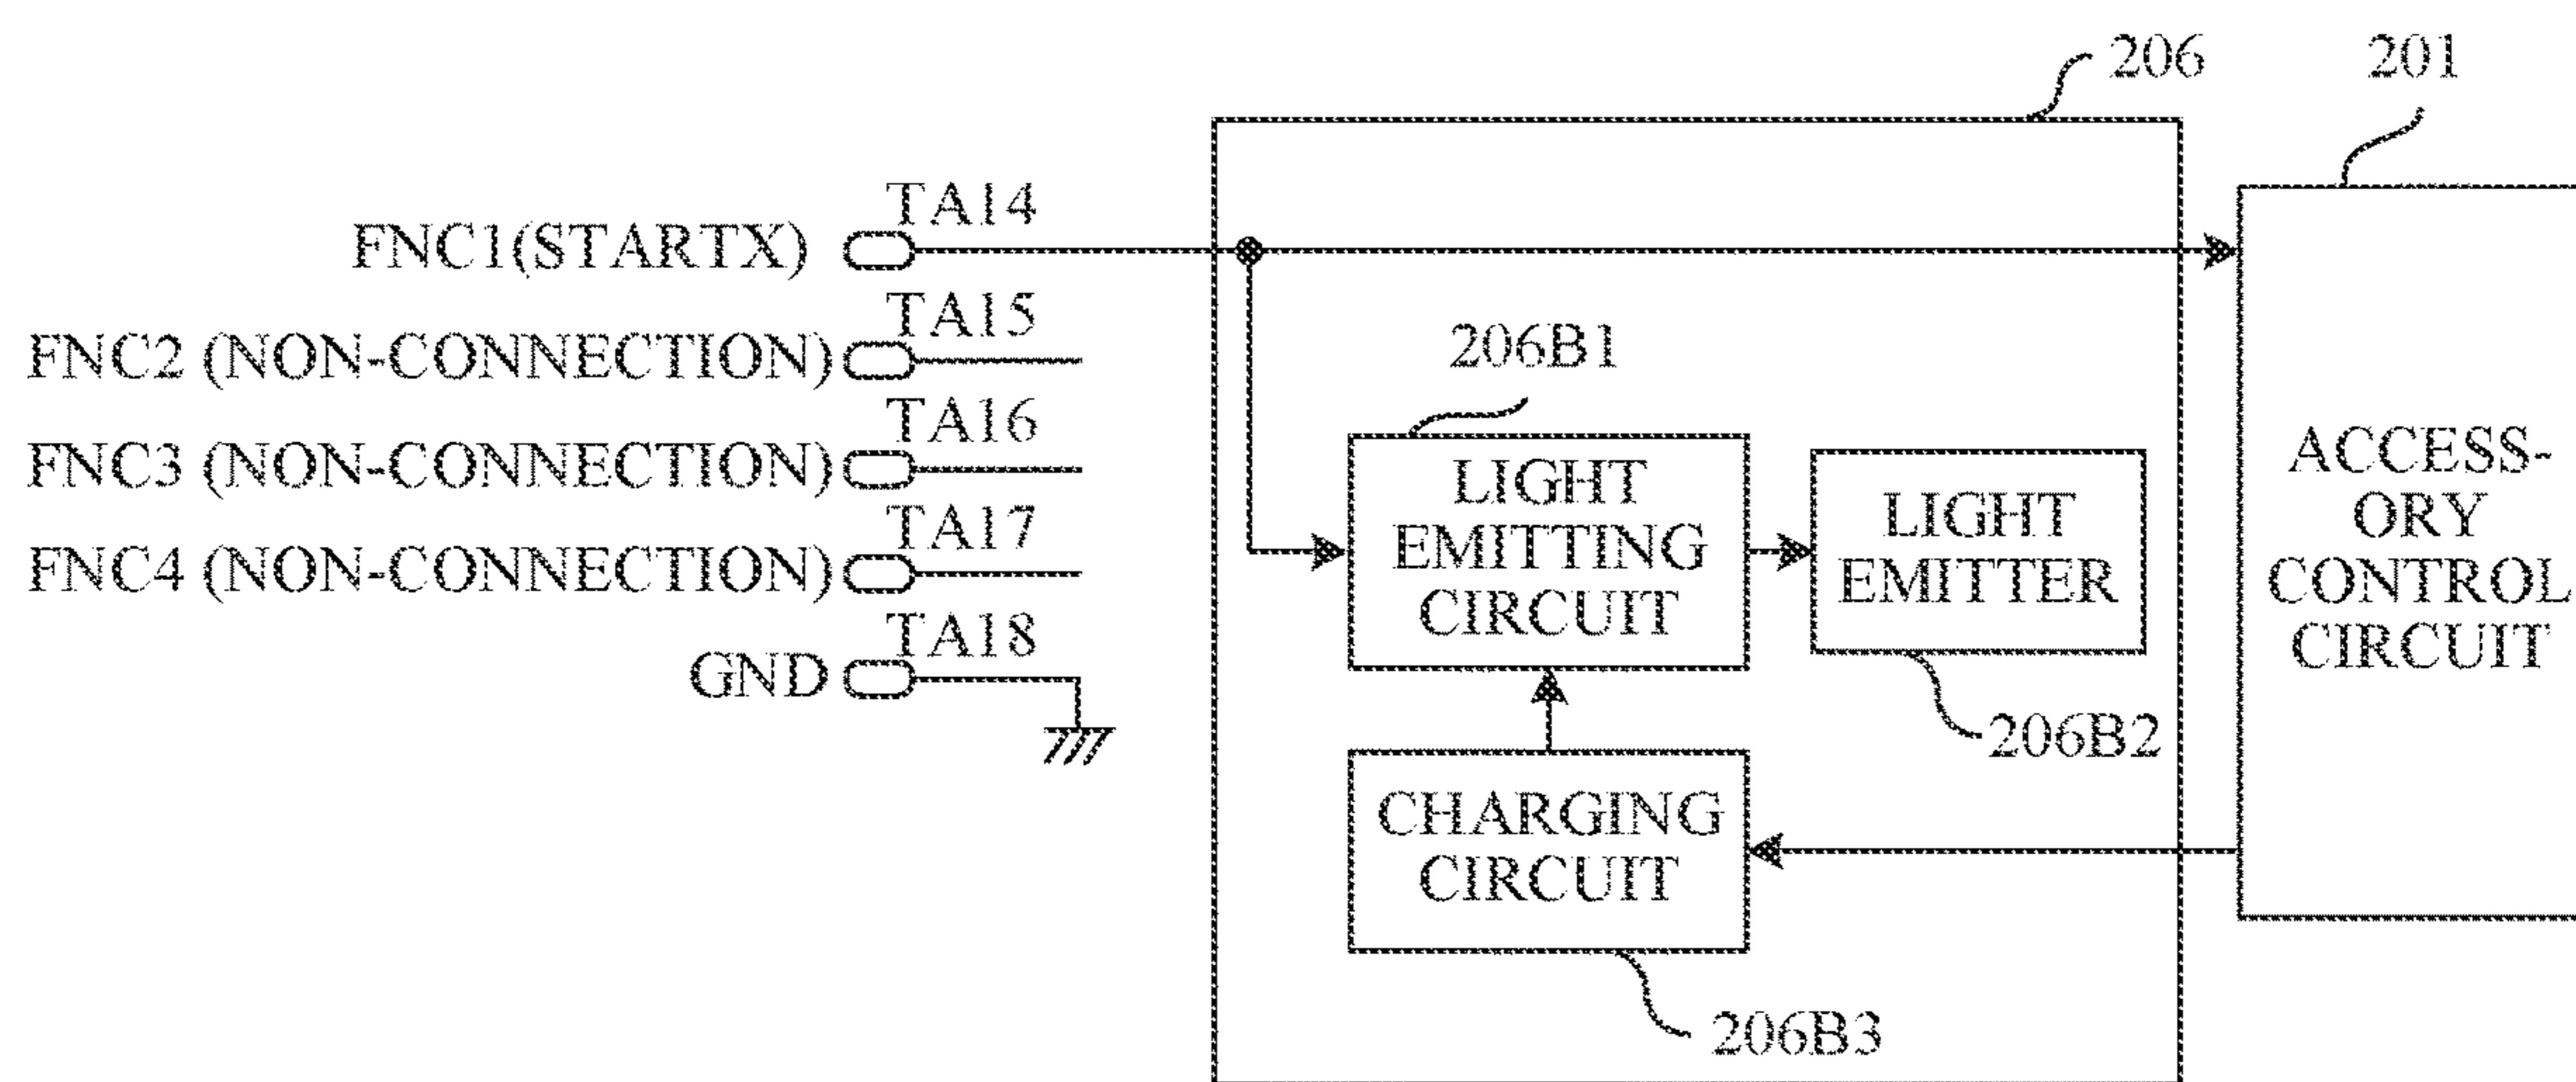 206
201
TA14
FNC1(STARTX)
TA15
FNC2 (NON-CONNECTION)
TA16
FNC3 (NON-CONNECTION)
TA17
FNC4 (NON-CONNECTION)
TA18
GND
206B1
LIGHT
EMITTING
CIRCUIT
LIGHT
EMITTER
206B2
CHARGING
CIRCUIT
206B3
ACCESS-
ORY
CONTROL
CIRCUIT